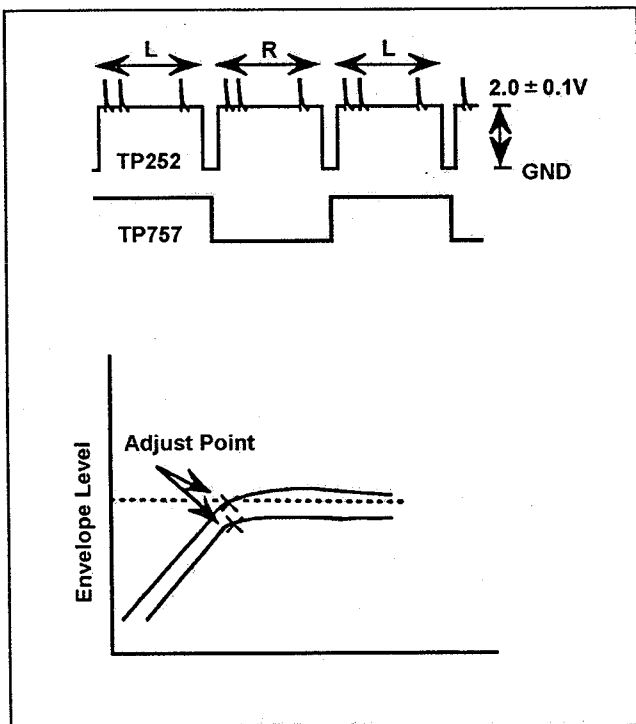 L R L
2.0 ± 0.1V
TP252
GND
TP757
Adjust Point
Envelope Level